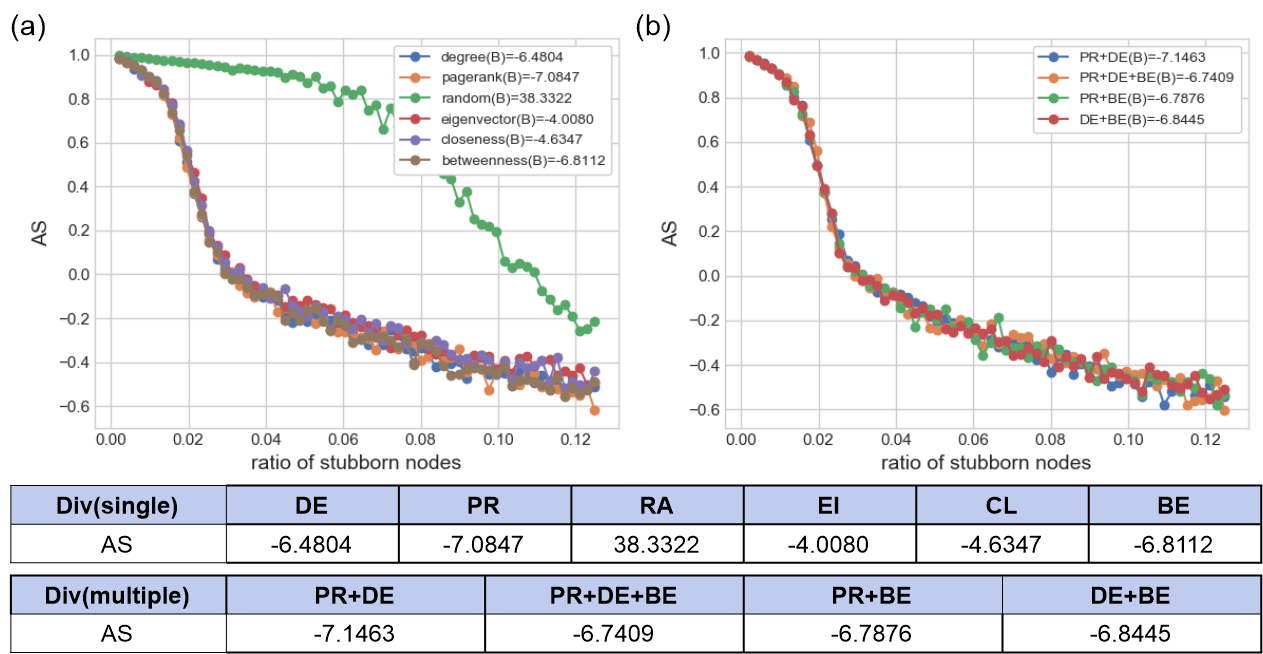 (a)
1.0
0.8
0.6
0.4
0.2
0.0
−0.2
−0.4
−0.6
AS
degree(B)=-6.4804
pagerank(B)=-7.0847
random(B)=38.3322
eigenvector(B)=-4.0080
closeness(B)=-4.6347
betweenness(B)=-6.8112
0.00 0.02 0.04 0.06 0.08 0.10 0.12
ratio of stubborn nodes
(b)
1.0
0.8
0.6
0.4
0.2
0.0
−0.2
−0.4
−0.6
AS
PR+DE(B)=-7.1463
PR+DE+BE(B)=-6.7409
PR+BE(B)=-6.7876
DE+BE(B)=-6.8445
0.00 0.02 0.04 0.06 0.08 0.10 0.12
ratio of stubborn nodes
Div(single) DE PR RA EI CL BE
AS -6.4804 -7.0847 38.3322 -4.0080 -4.6347 -6.8112
Div(multiple) PR+DE PR+DE+BE PR+BE DE+BE
AS -7.1463 -6.7409 -6.7876 -6.8445